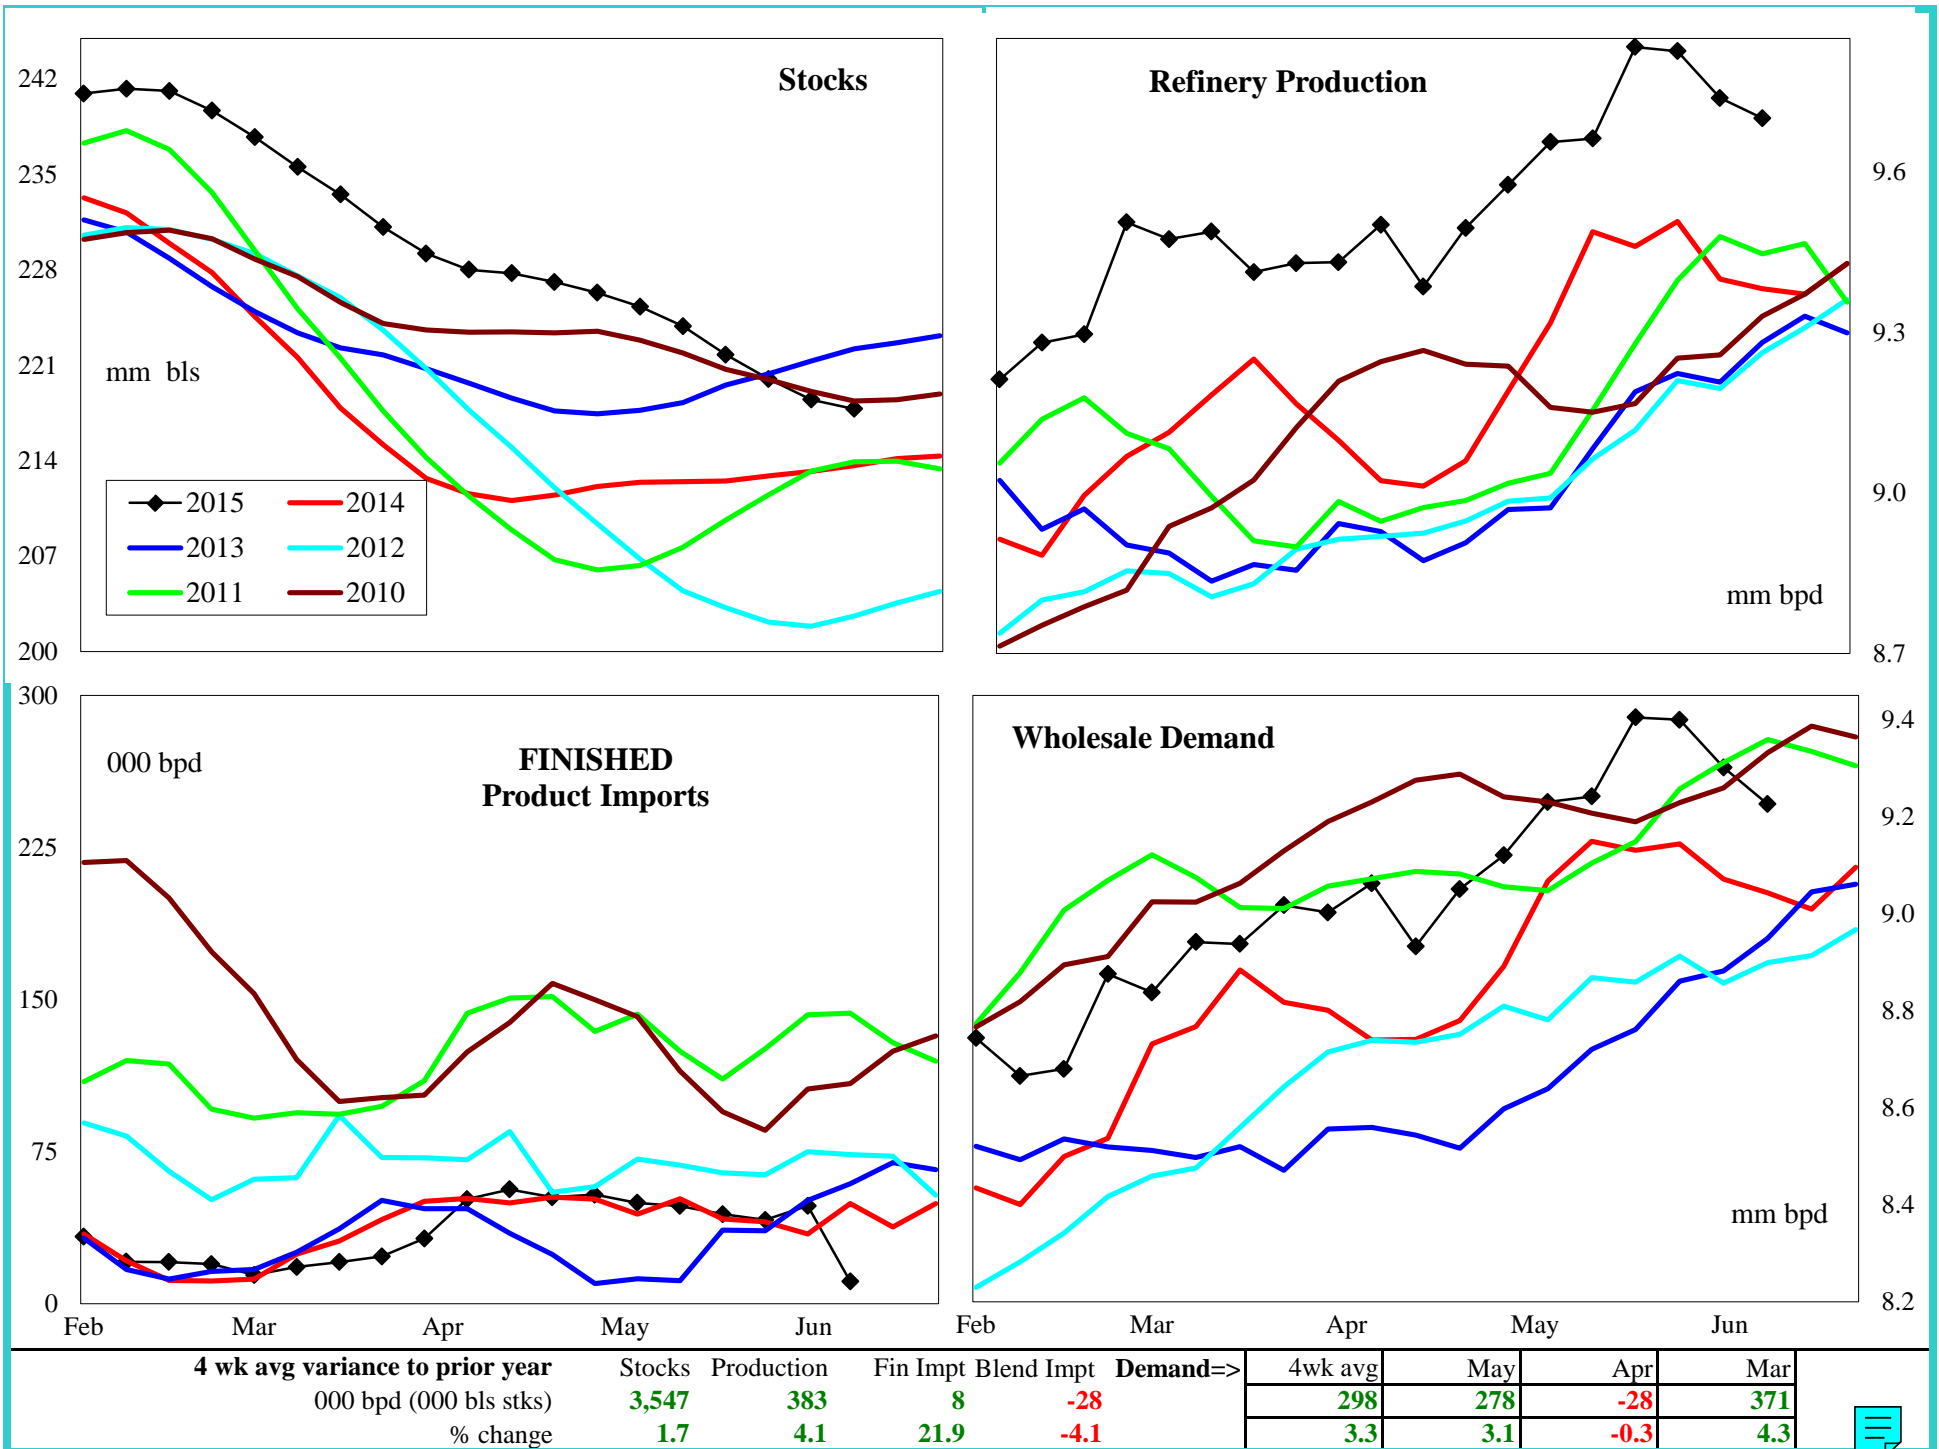 Stocks
242
235
228
221
214
207
200
mm bls
2015 2014
2013 2012
2011 2010
Refinery Production
9.6
9.3
9.0
8.7
mm bpd
300
225
150
75
0
000 bpd
FINISHED
Product Imports
Feb Mar Apr May Jun
Wholesale Demand
9.4
9.2
9.0
8.8
8.6
8.4
8.2
mm bpd
Feb Mar Apr May Jun
4 wk avg variance to prior year Stocks Production Fin Impt Blend Impt Demand=> 4wk avg May Apr Mar
000 bpd (000 bls stks) 3,547 383 8 -28 298 278 -28 371
% change 1.7 4.1 21.9 -4.1 3.3 3.1 -0.3 4.3